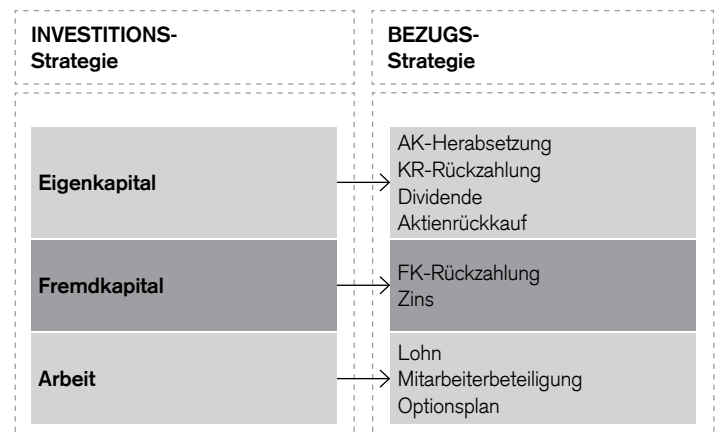 INVESTITIONS-
Strategie
BEZUGS-
Strategie
Eigenkapital
AK-Herabsetzung
KR-Rückzahlung
Dividende
Aktienrückkauf
Fremdkapital
FK-Rückzahlung
Zins
Arbeit
Lohn
Mitarbeiterbeteiligung
Optionsplan